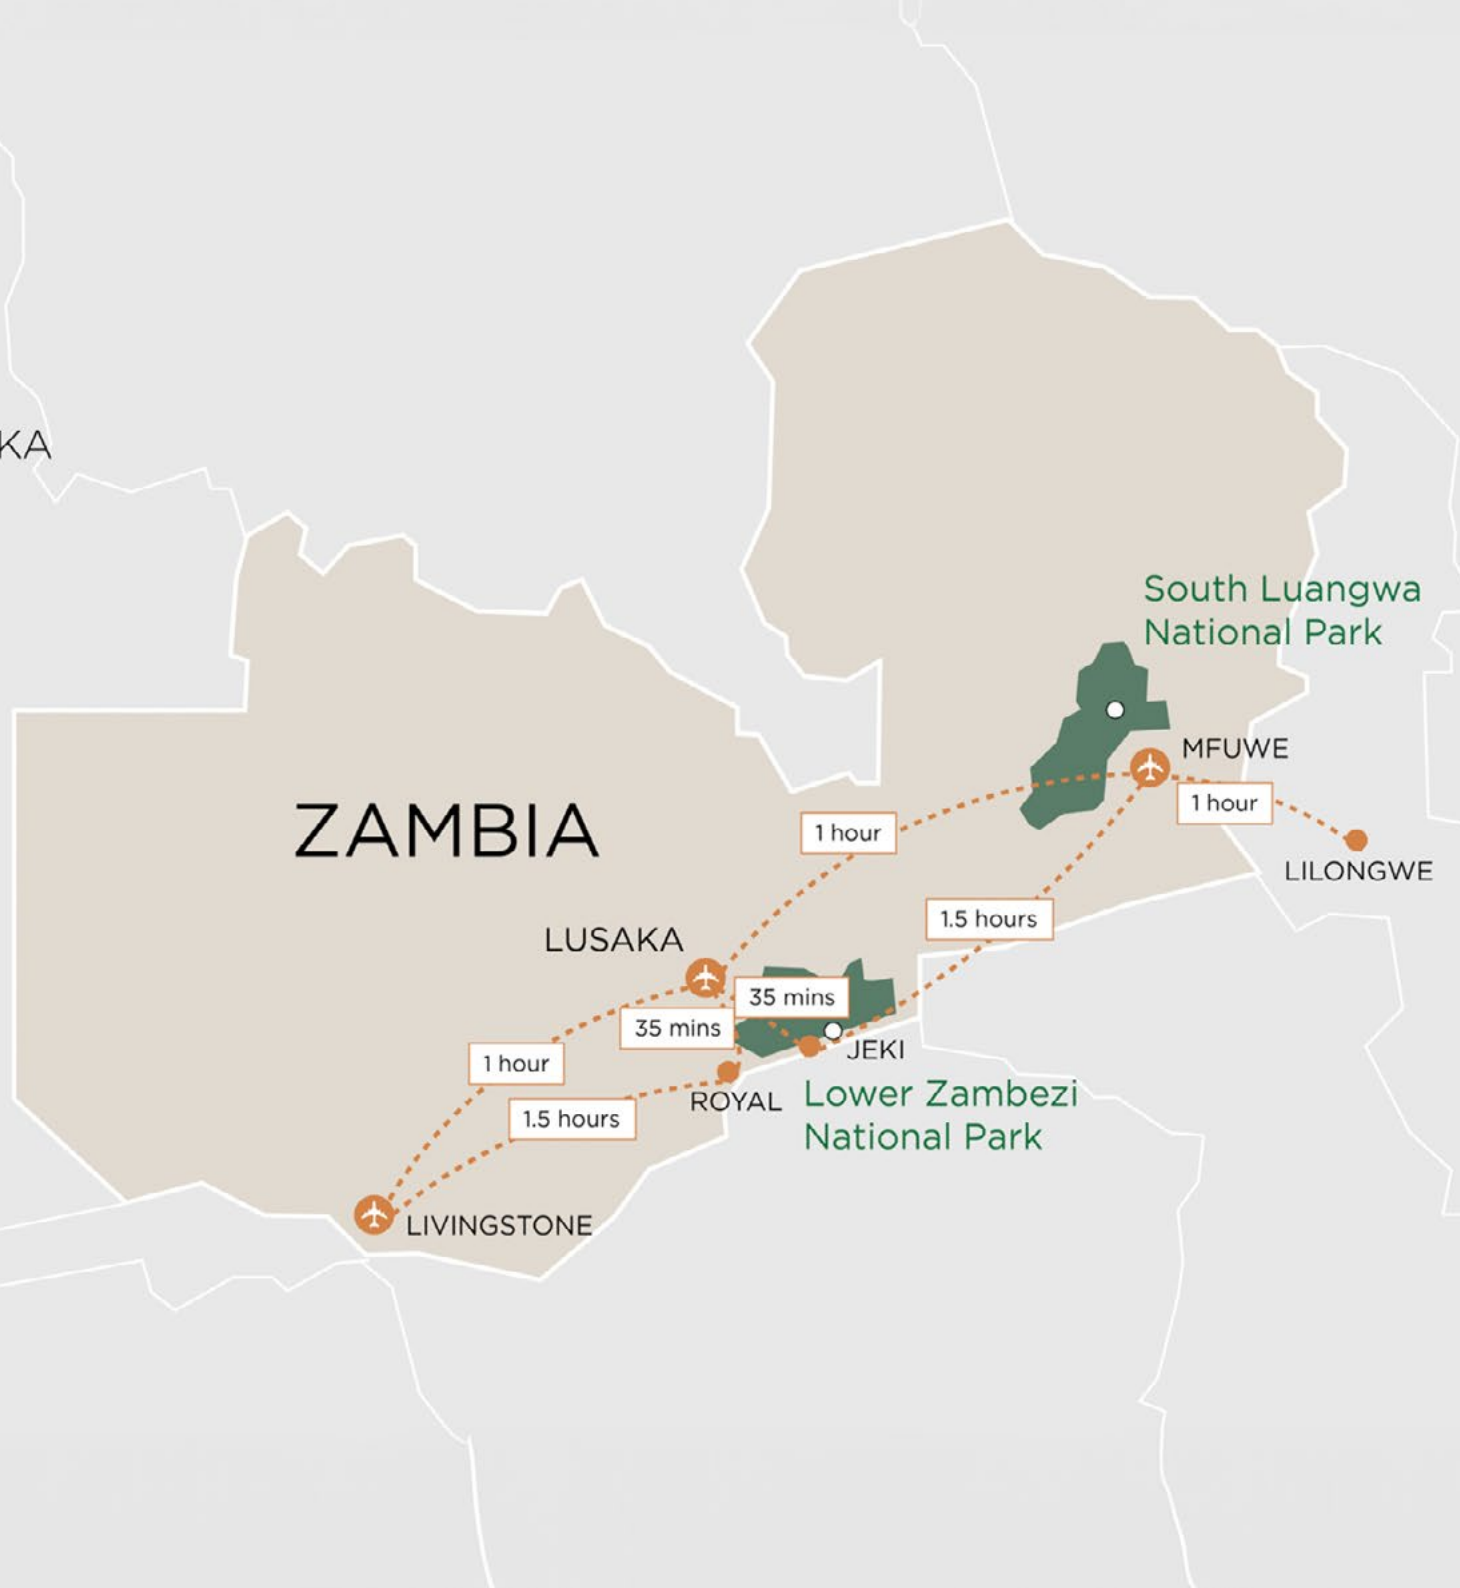 KA
South Luangwa
National Park
MFUWE
1 hour
LILONGWE
ZAMBIA
1 hour
1.5 hours
LUSAKA
35 mins
35 mins
JEKI
1 hour
ROYAL
Lower Zambezi
National Park
1.5 hours
LIVINGSTONE